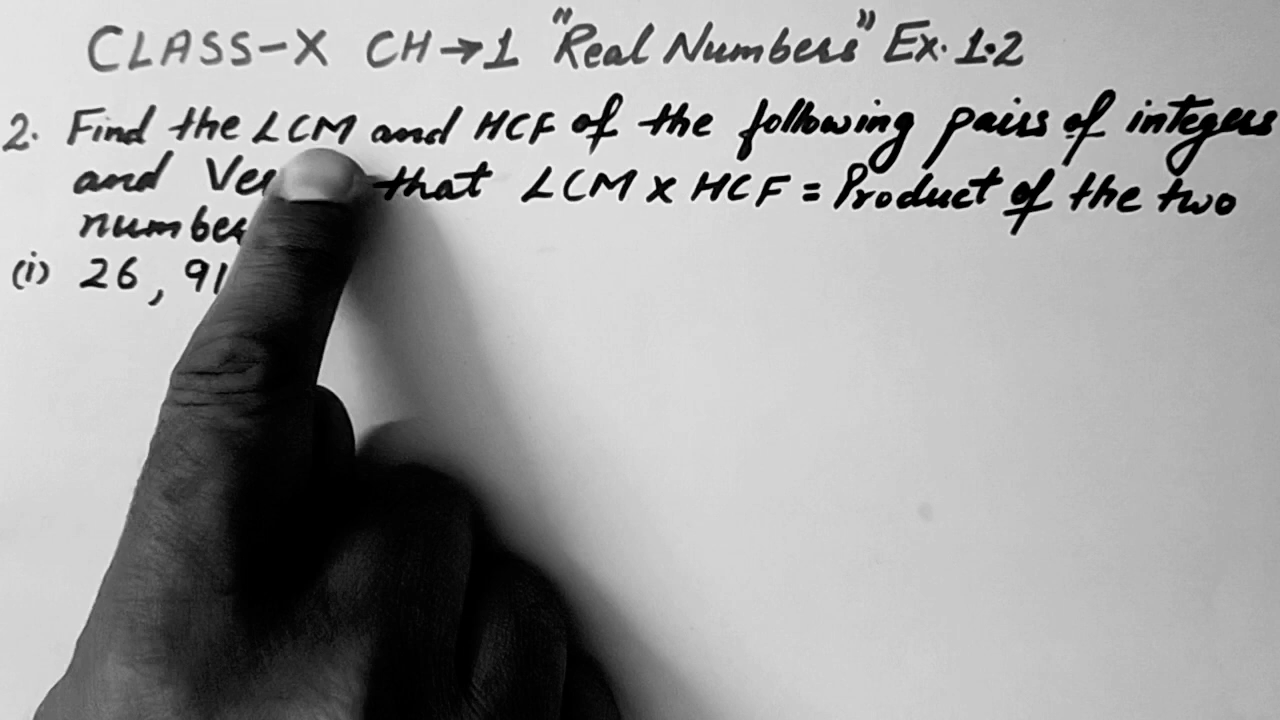 CLASS-X CH→1 "Real Numbers" Ex. 1.2
2. Find the LCM and HCF of the following pairs of integers
and that LCM x HCF = Product of the two
(i) 26, 91